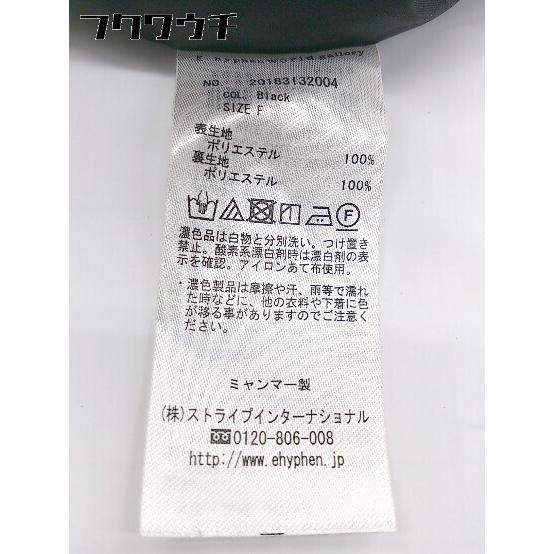 フクワウチ
E hyphen world gallery
NO. 20183132004
COL. Black
SIZE F
表生地
ポリエステル 100%
裏生地
ポリエステル 100%
濃色品は白物と分別洗い。つけ置き
禁止。酸素系漂白剤時は漂白剤の表
示を確認。アイロンあて布使用。
・濃色製品は摩擦や汗、雨等で濡れ
た時などに、他の衣料や下着に色
が移る事がありますのでご注意く
ださい。
ミャンマー製
(株)ストライプインターナショナル
0120-806-008
http://www.ehyphen.jp